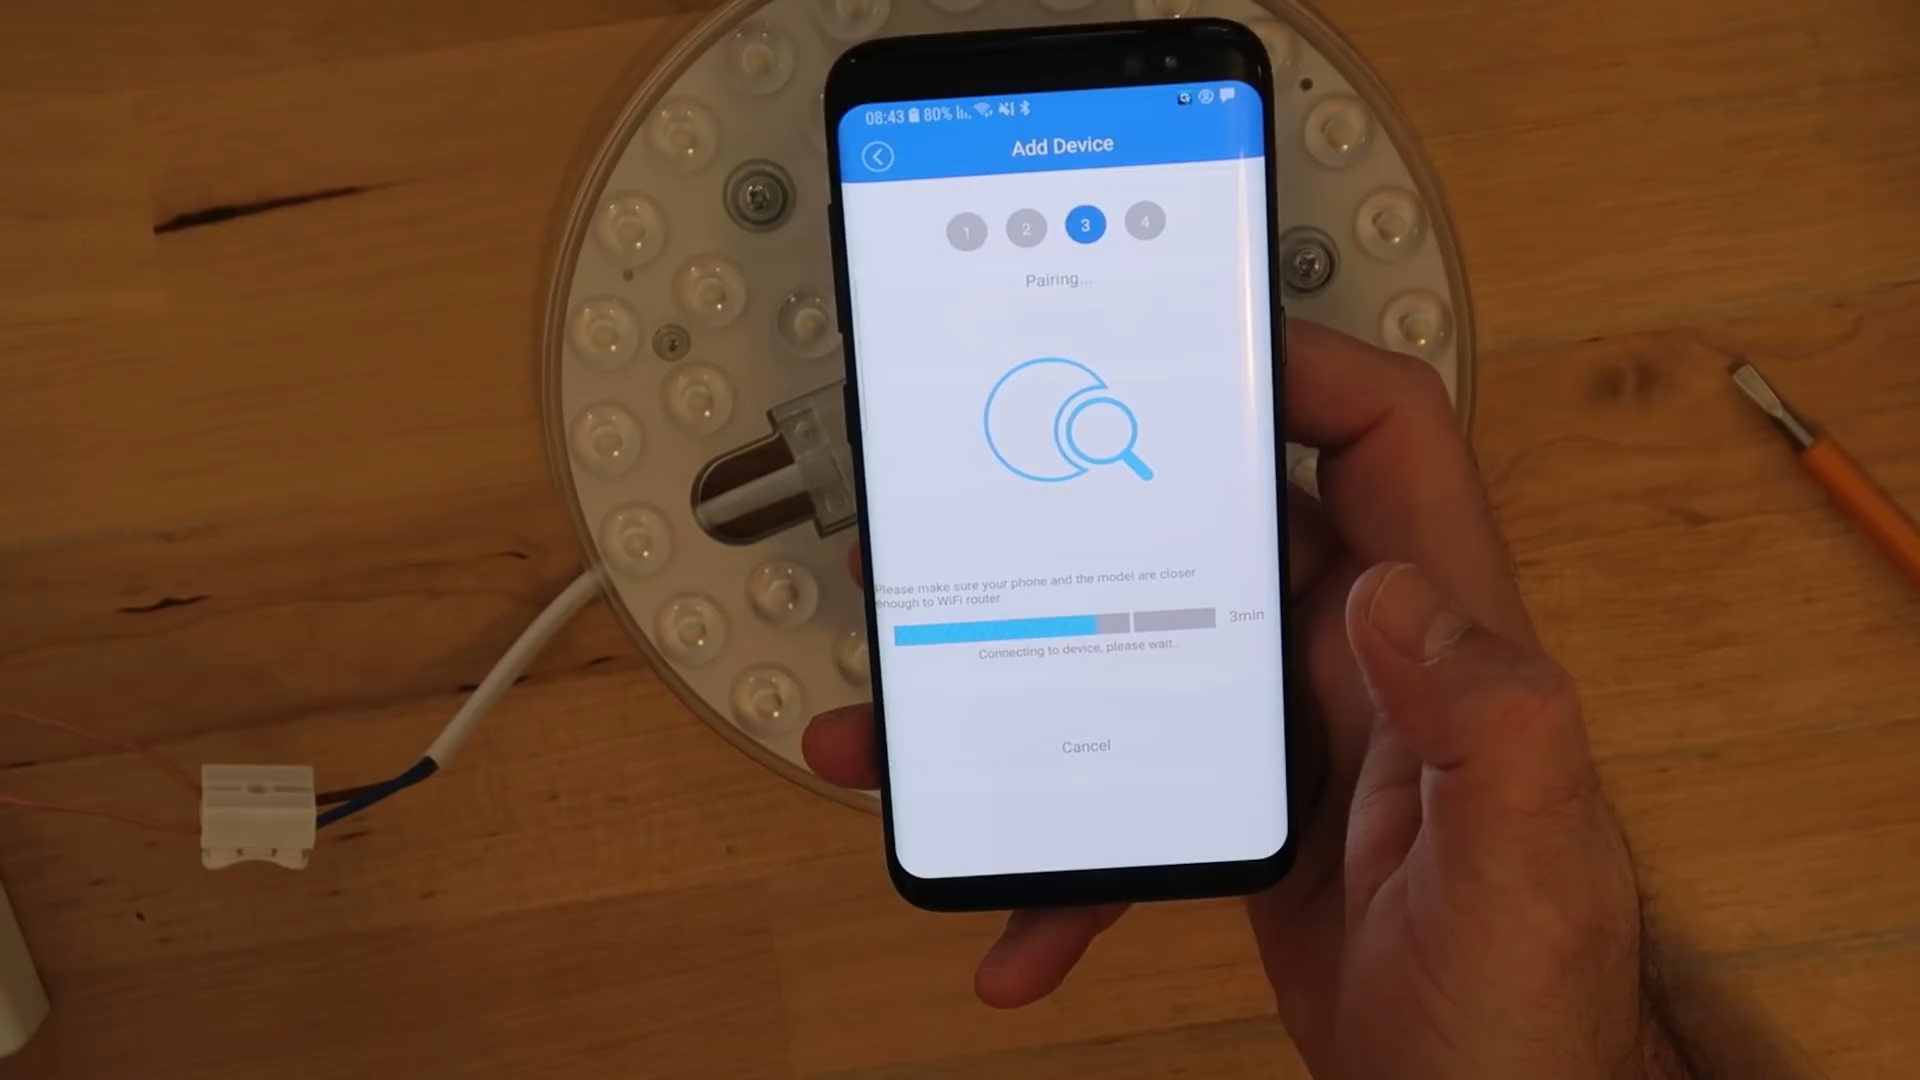 08:43 80%
Add Device
1 2 3 4
Pairing...
Please make sure your phone and the model are closer
enough to WiFi router
3min
Connecting to device, please wait...
Cancel